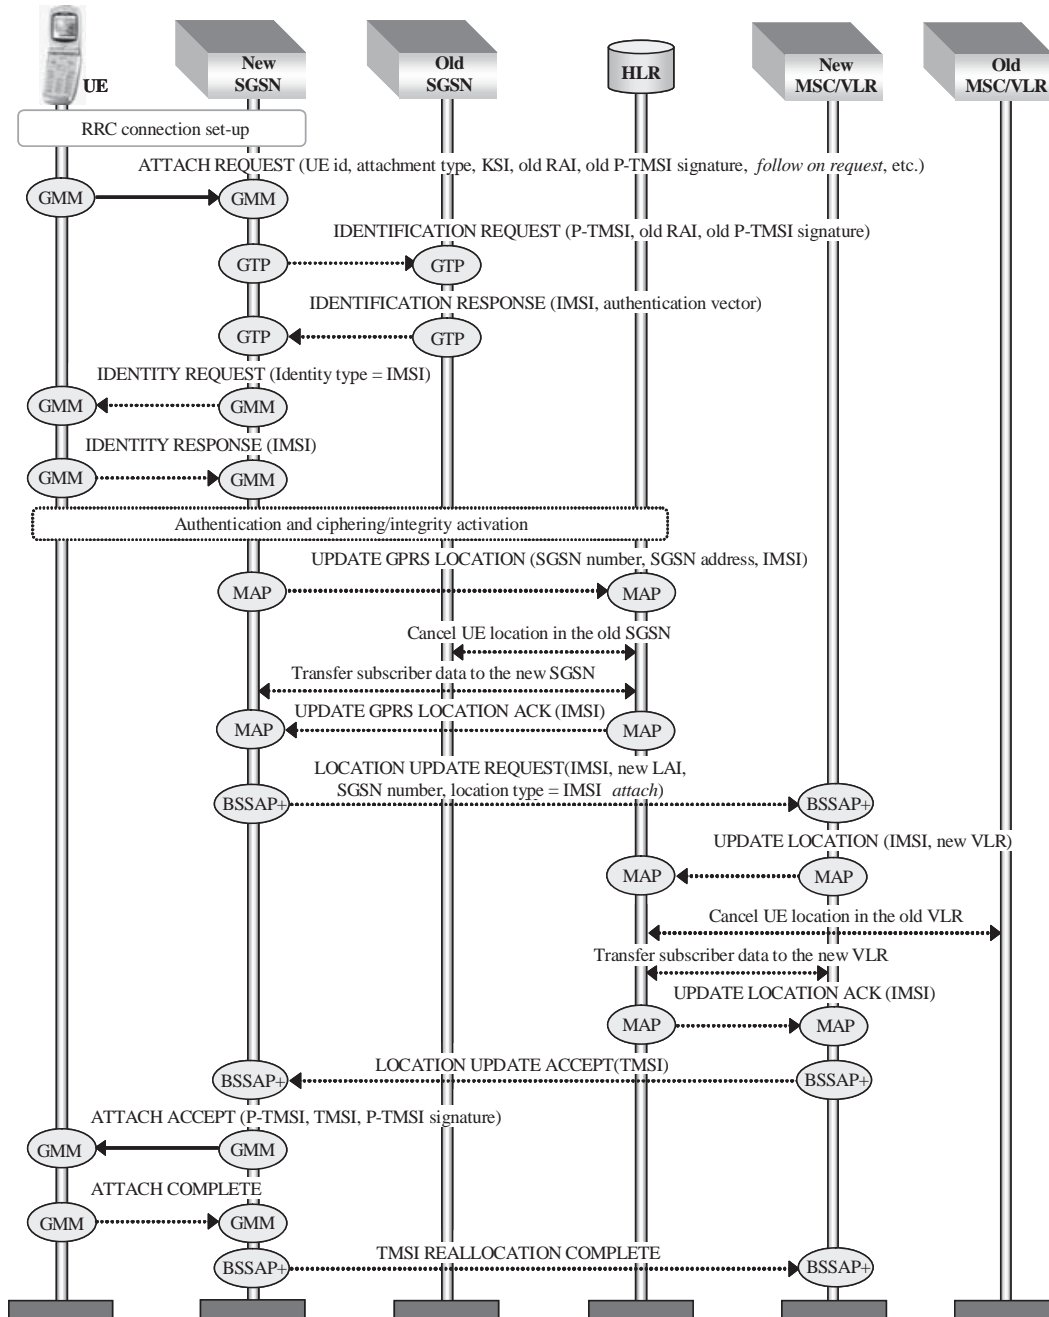 UE
New
SGSN
Old
SGSN
HLR
New
MSC/VLR
Old
MSC/VLR
RRC connection set-up
ATTACH REQUEST (UE id, attachment type, KSI, old RAI, old P-TMSI signature, follow on request, etc.)
GMM
GMM
IDENTIFICATION REQUEST (P-TMSI, old RAI, old P-TMSI signature)
GTP
GTP
IDENTIFICATION RESPONSE (IMSI, authentication vector)
GTP
GTP
IDENTITY REQUEST (Identity type = IMSI)
GMM
GMM
IDENTITY RESPONSE (IMSI)
GMM
GMM
Authentication and ciphering/integrity activation
UPDATE GPRS LOCATION (SGSN number, SGSN address, IMSI)
MAP
MAP
Cancel UE location in the old SGSN
Transfer subscriber data to the new SGSN
UPDATE GPRS LOCATION ACK (IMSI)
MAP
MAP
LOCATION UPDATE REQUEST(IMSI, new LAI,
SGSN number, location type = IMSI attach)
BSSAP+
BSSAP+
UPDATE LOCATION (IMSI, new VLR)
MAP
MAP
Cancel UE location in the old VLR
Transfer subscriber data to the new VLR
UPDATE LOCATION ACK (IMSI)
MAP
MAP
LOCATION UPDATE ACCEPT(TMSI)
BSSAP+
BSSAP+
ATTACH ACCEPT (P-TMSI, TMSI, P-TMSI signature)
GMM
GMM
ATTACH COMPLETE
GMM
GMM
TMSI REALLOCATION COMPLETE
BSSAP+
BSSAP+